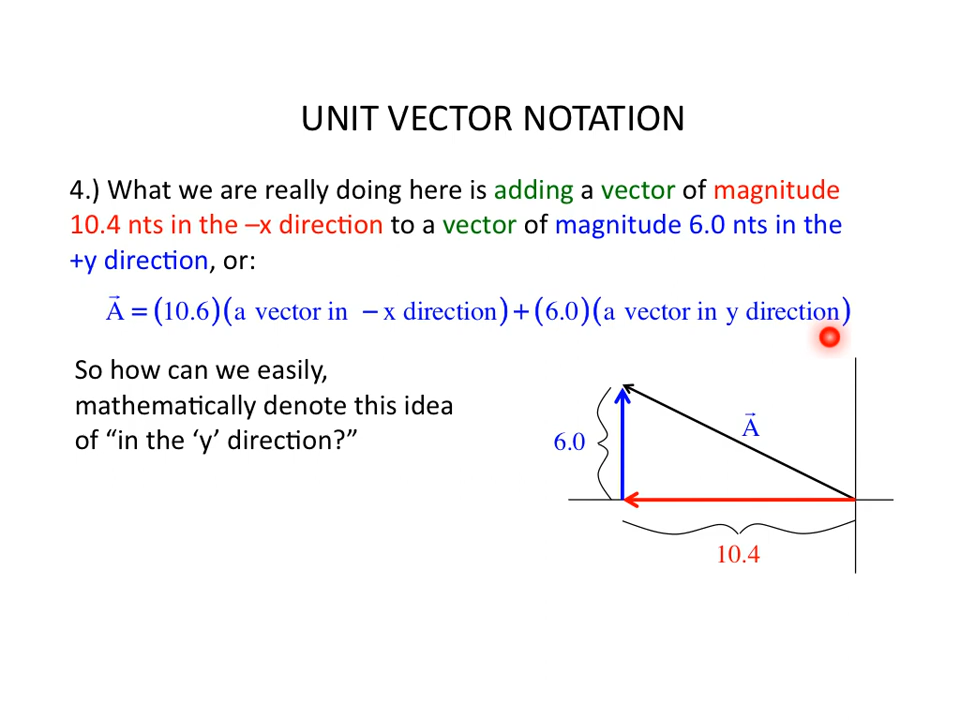 UNIT VECTOR NOTATION
4.) What we are really doing here is adding a vector of magnitude
10.4 nts in the –x direction to a vector of magnitude 6.0 nts in the
+y direction, or:
A⃗ = (10.6)(a vector in − x direction) + (6.0)(a vector in y direction)
So how can we easily,
mathematically denote this idea
of “in the ‘y’ direction?”
6.0
A⃗
10.4